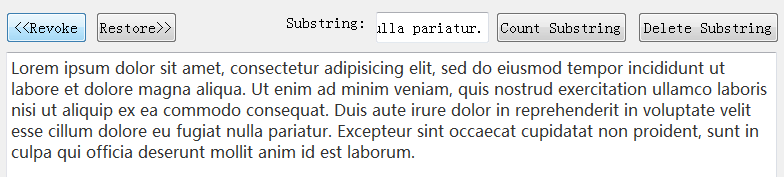 <<Revoke Restore>> Substring: ulla pariatur. Count Substring Delete Substring
Lorem ipsum dolor sit amet, consectetur adipisicing elit, sed do eiusmod tempor incididunt ut
labore et dolore magna aliqua. Ut enim ad minim veniam, quis nostrud exercitation ullamco laboris
nisi ut aliquip ex ea commodo consequat. Duis aute irure dolor in reprehenderit in voluptate velit
esse cillum dolore eu fugiat nulla pariatur. Excepteur sint occaecat cupidatat non proident, sunt in
culpa qui officia deserunt mollit anim id est laborum.